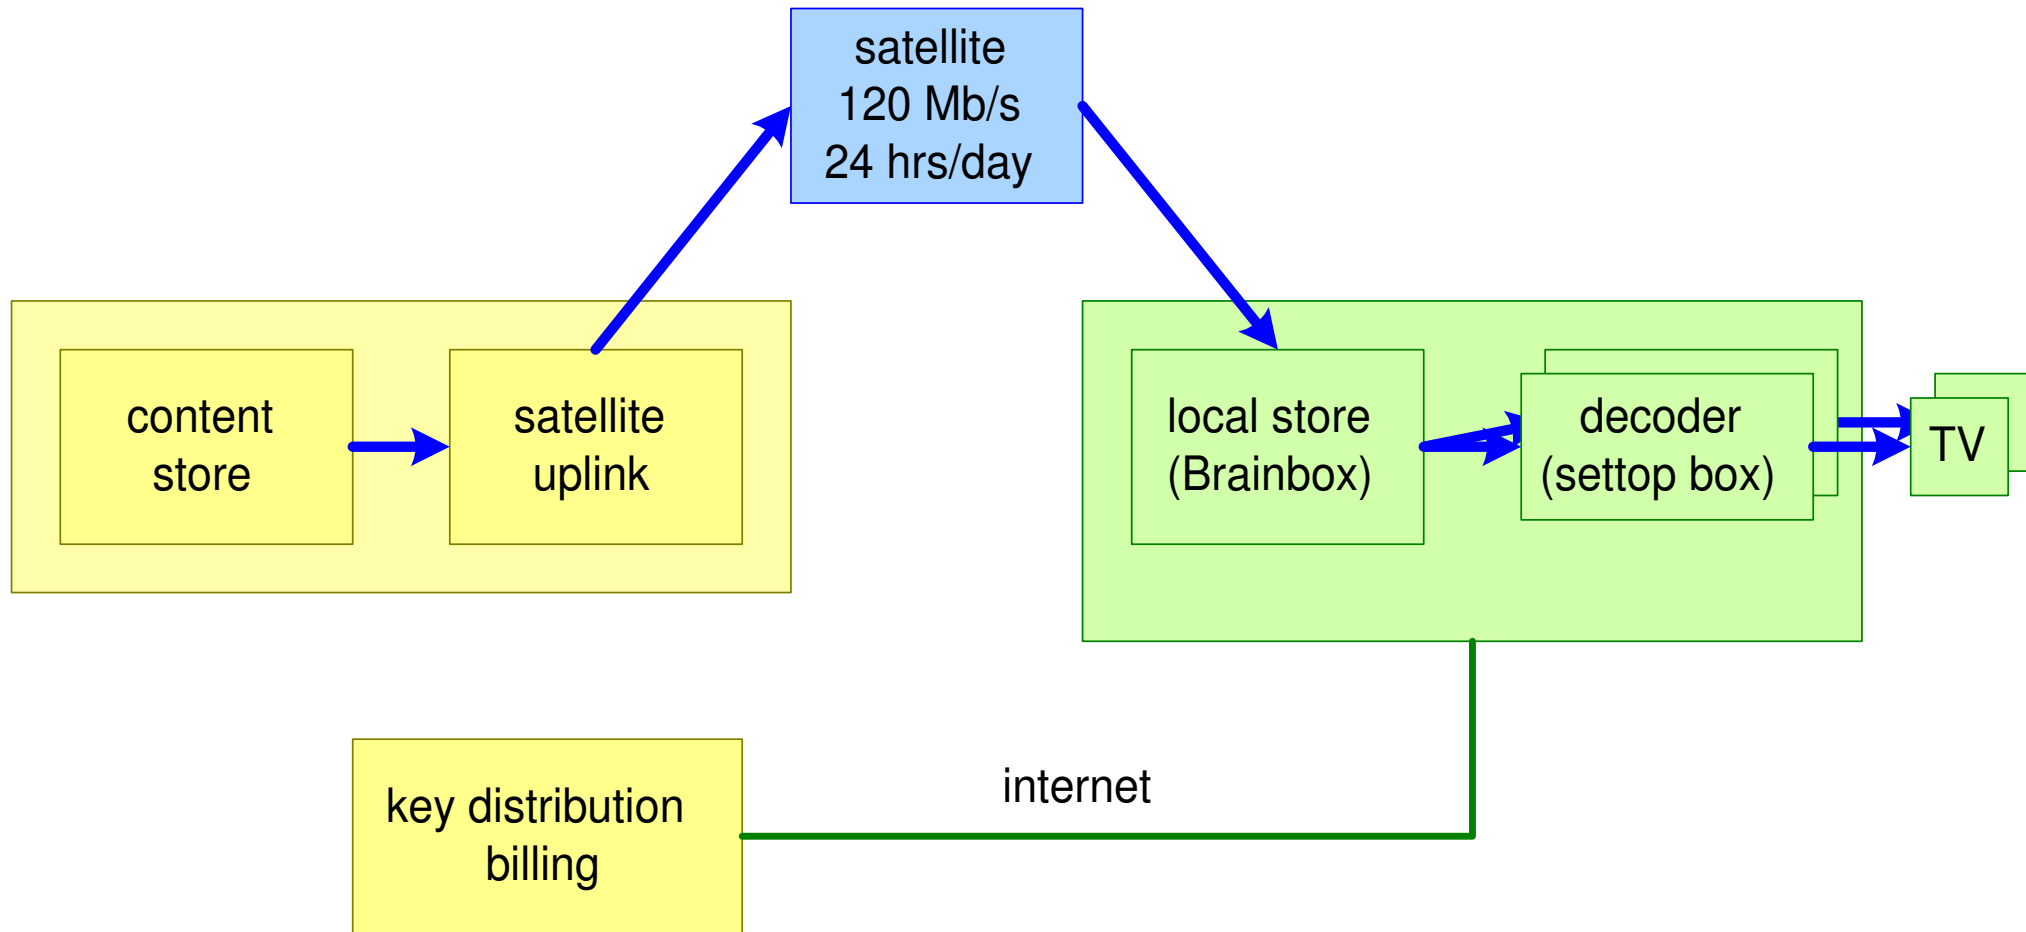 satellite
120 Mb/s
24 hrs/day
content
store
satellite
uplink
local store
(Brainbox)
decoder
(settop box)
TV
internet
key distribution
billing